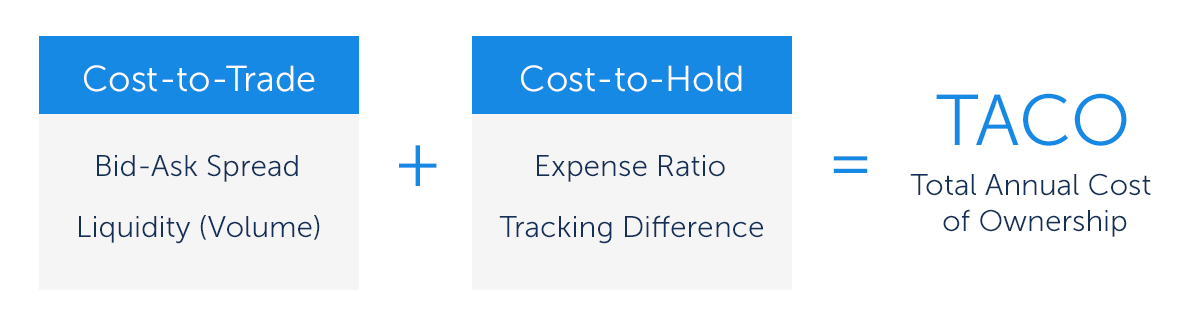 Cost-to-Trade
Bid-Ask Spread
Liquidity (Volume)
+
Cost-to-Hold
Expense Ratio
Tracking Difference
=
TACO
Total Annual Cost
of Ownership